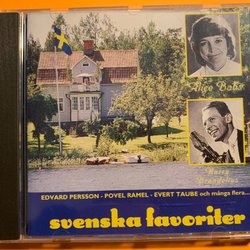 Alice Babs
Harry Brandelius
EDVARD PERSSON - POVEL RAMEL - EVERT TAUBE och många flera...
svenska favoriter